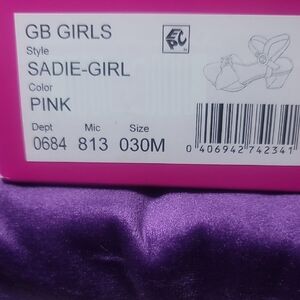 GB GIRLS
Style
SADIE-GIRL
Color
PINK
Dept Mic Size
0684 813 030M
0 406942 742341